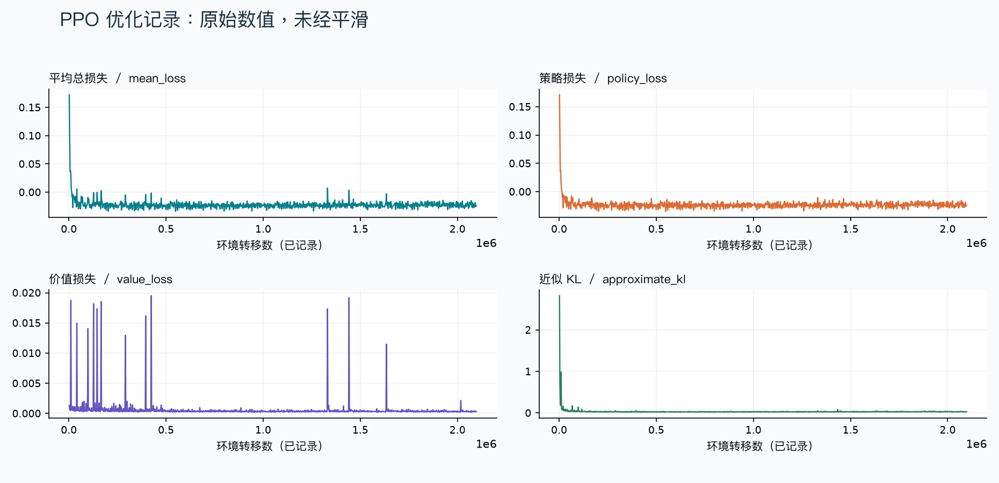 PPO 优化记录：原始数值，未经平滑
平均总损失 / mean_loss
0.15
0.10
0.05
0.00
0.0 0.5 1.0 1.5 2.0
环境转移数（已记录）
1e6
策略损失 / policy_loss
0.15
0.10
0.05
0.00
0.0 0.5 1.0 1.5 2.0
环境转移数（已记录）
1e6
价值损失 / value_loss
0.020
0.015
0.010
0.005
0.000
0.0 0.5 1.0 1.5 2.0
环境转移数（已记录）
1e6
近似 KL / approximate_kl
2
1
0
0.0 0.5 1.0 1.5 2.0
环境转移数（已记录）
1e6